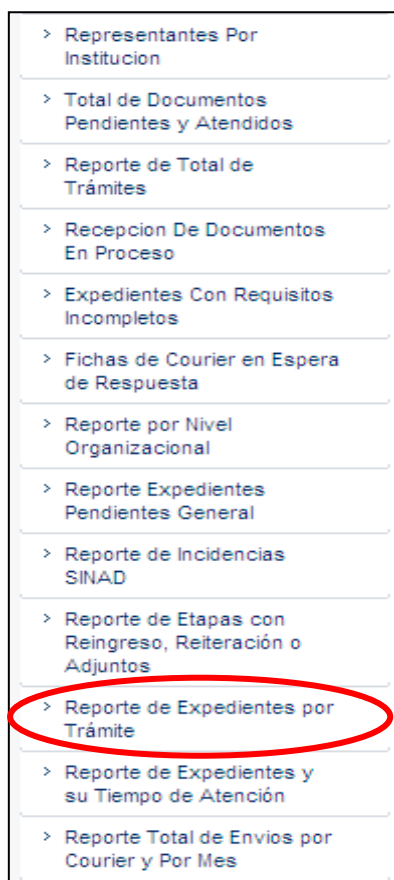 > Representantes Por
Institucion
> Total de Documentos
Pendientes y Atendidos
> Reporte de Total de
Trámites
> Recepcion De Documentos
En Proceso
> Expedientes Con Requisitos
Incompletos
> Fichas de Courier en Espera
de Respuesta
> Reporte por Nivel
Organizacional
> Reporte Expedientes
Pendientes General
> Reporte de Incidencias
SINAD
> Reporte de Etapas con
Reingreso, Reiteración o
Adjuntos
> Reporte de Expedientes por
Trámite
> Reporte de Expedientes y
su Tiempo de Atención
> Reporte Total de Envios por
Courier y Por Mes